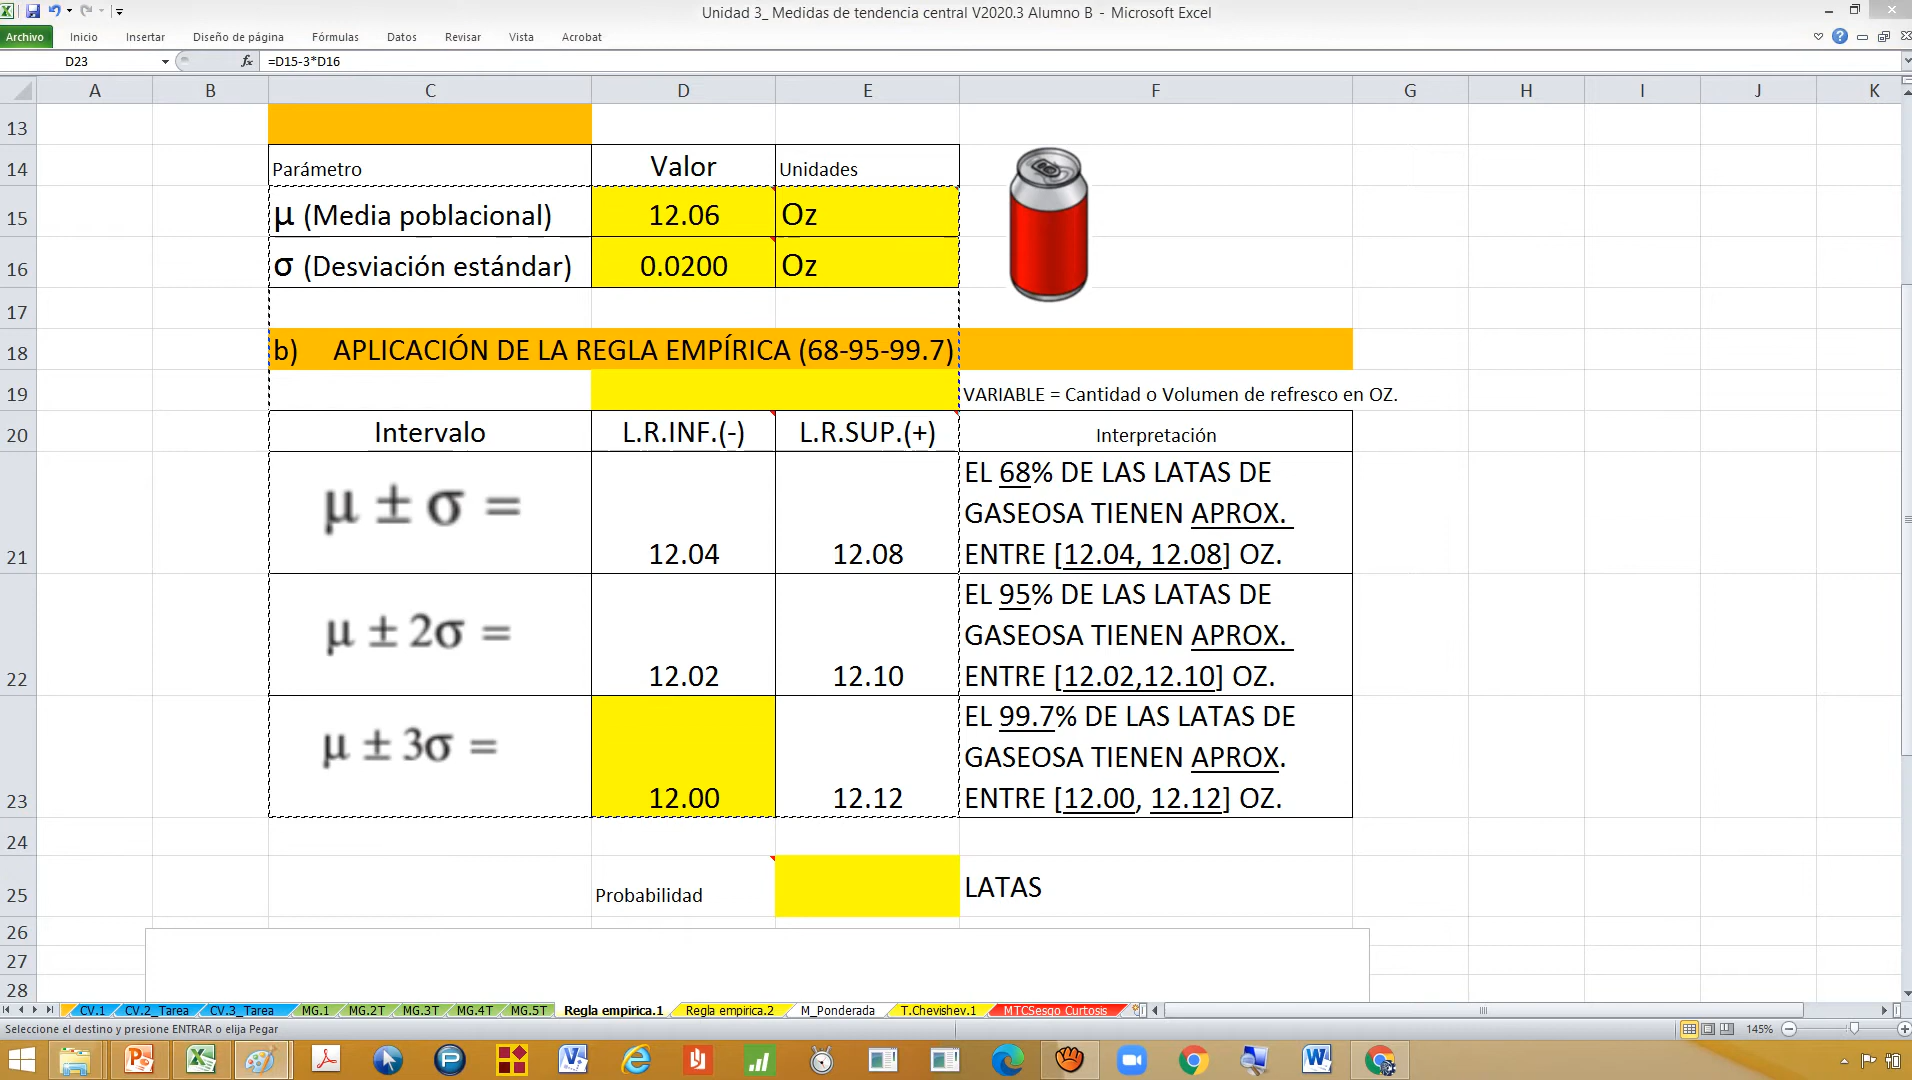 Unidad 3_ Medidas de tendencia central V2020.3 Alumno B - Microsoft Excel
Archivo Inicio Insertar Diseño de página Fórmulas Datos Revisar Vista Acrobat
D23 fx =D15-3*D16
A B C D E F G H I J K
13
14 Parámetro Valor Unidades
15 μ (Media poblacional) 12.06 Oz
16 σ (Desviación estándar) 0.0200 Oz
17
18 b) APLICACIÓN DE LA REGLA EMPÍRICA (68-95-99.7)
19 VARIABLE = Cantidad o Volumen de refresco en OZ.
20 Intervalo L.R.INF.(-) L.R.SUP.(+) Interpretación
EL 68% DE LAS LATAS DE
μ ± σ = GASEOSA TIENEN APROX.
21 12.04 12.08 ENTRE [12.04, 12.08] OZ.
EL 95% DE LAS LATAS DE
μ ± 2σ = GASEOSA TIENEN APROX.
22 12.02 12.10 ENTRE [12.02,12.10] OZ.
EL 99.7% DE LAS LATAS DE
μ ± 3σ = GASEOSA TIENEN APROX.
23 12.00 12.12 ENTRE [12.00, 12.12] OZ.
24
25 Probabilidad LATAS
26
27
28
CV.1 CV.2_Tarea CV.3_Tarea MG.1 MG.2T MG.3T MG.4T MG.5T Regla empirica.1 Regla empirica.2 M_Ponderada T.Chevishev.1 MTCSesgo Curtosis
Seleccione el destino y presione ENTRAR o elija Pegar 145%